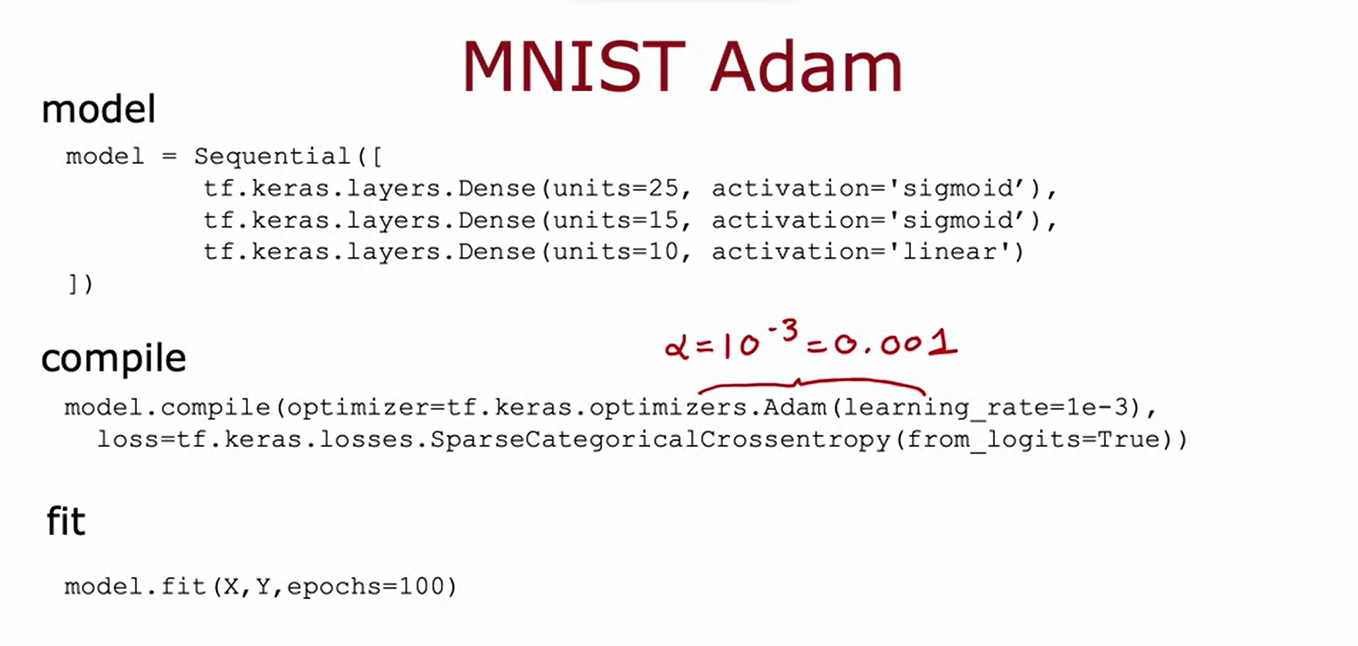 MNIST Adam
model
model = Sequential([
tf.keras.layers.Dense(units=25, activation='sigmoid’),
tf.keras.layers.Dense(units=15, activation='sigmoid’),
tf.keras.layers.Dense(units=10, activation='linear')
])
α=10⁻³=0.001
compile
model.compile(optimizer=tf.keras.optimizers.Adam(learning_rate=1e-3),
loss=tf.keras.losses.SparseCategoricalCrossentropy(from_logits=True))
fit
model.fit(X,Y,epochs=100)